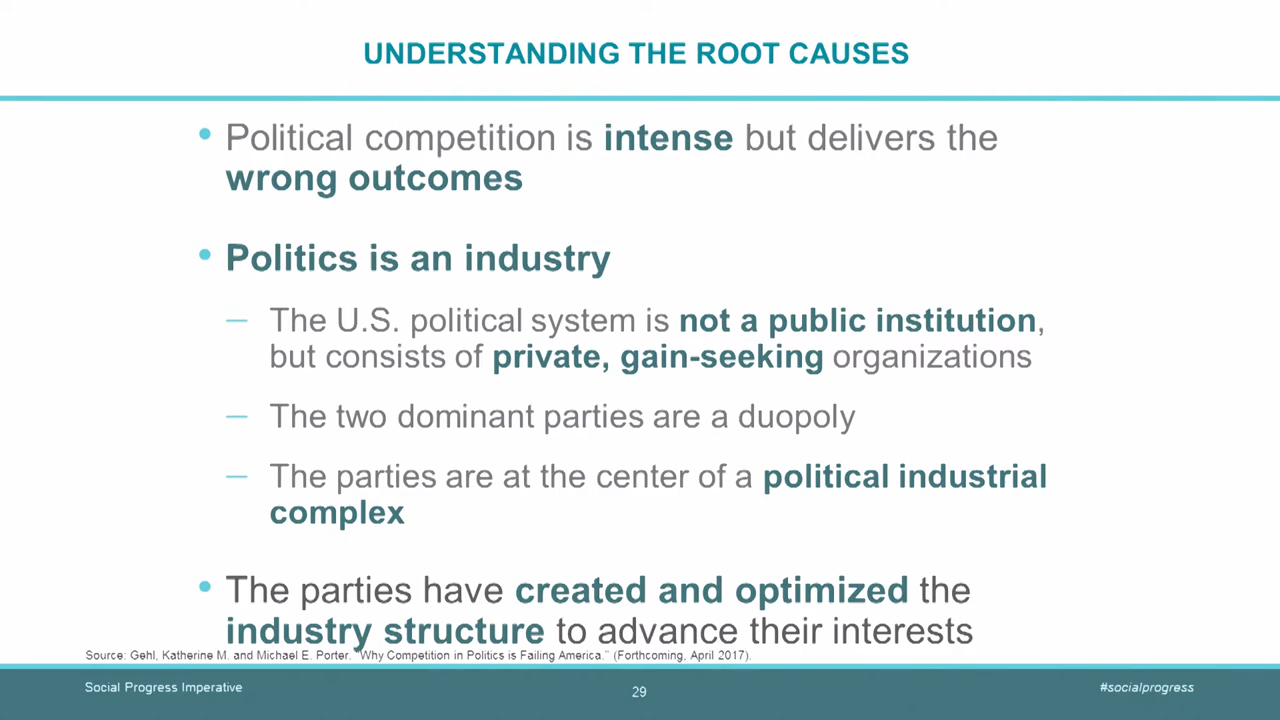 UNDERSTANDING THE ROOT CAUSES
• Political competition is intense but delivers the
wrong outcomes
• Politics is an industry
– The U.S. political system is not a public institution,
but consists of private, gain-seeking organizations
– The two dominant parties are a duopoly
– The parties are at the center of a political industrial
complex
• The parties have created and optimized the
industry structure to advance their interests
Source: Gehl, Katherine M. and Michael E. Porter. "Why Competition in Politics is Failing America." (Forthcoming, April 2017).
Social Progress Imperative
29
#socialprogress